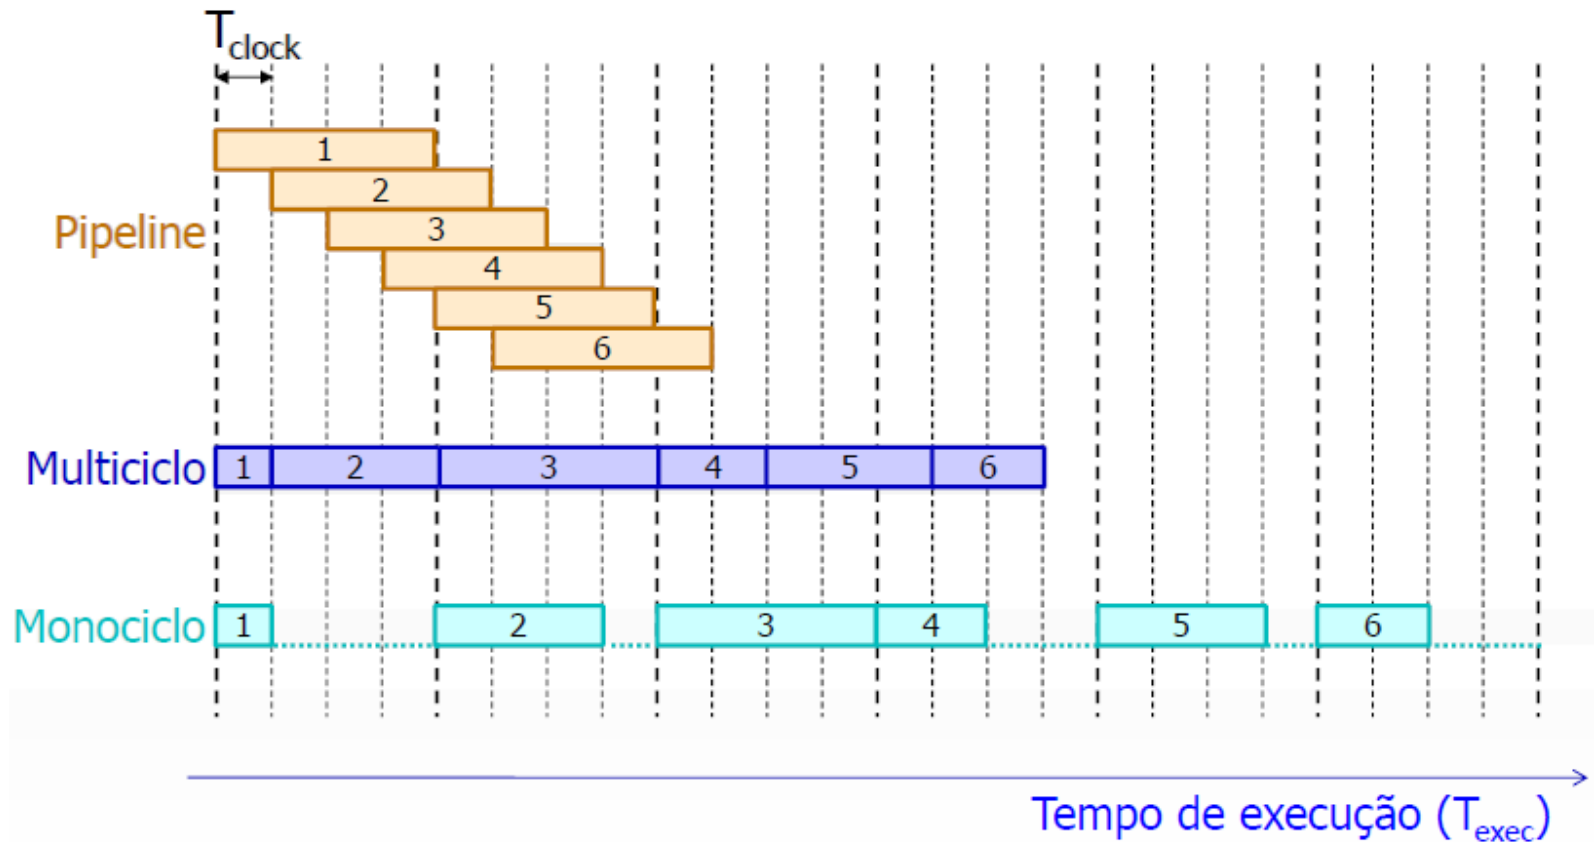 Tclock
1
2
Pipeline 3
4
5
6
Multiciclo 1 2 3 4 5 6
Monociclo 1 2 3 4 5 6
Tempo de execução (Texec)